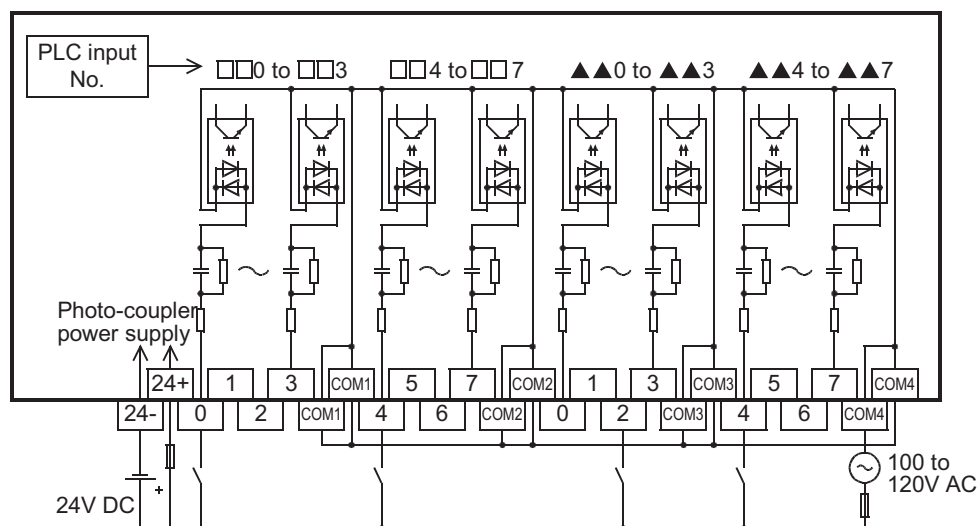 PLC input
No.
□□0 to □□3 □□4 to □□7 ▲▲0 to ▲▲3 ▲▲4 to ▲▲7
Photo-coupler
power supply
24+ 1 3 COM1 5 7 COM2 1 3 COM3 5 7 COM4
24- 0 2 COM1 4 6 COM2 0 2 COM3 4 6 COM4
24V DC
+
100 to
120V AC